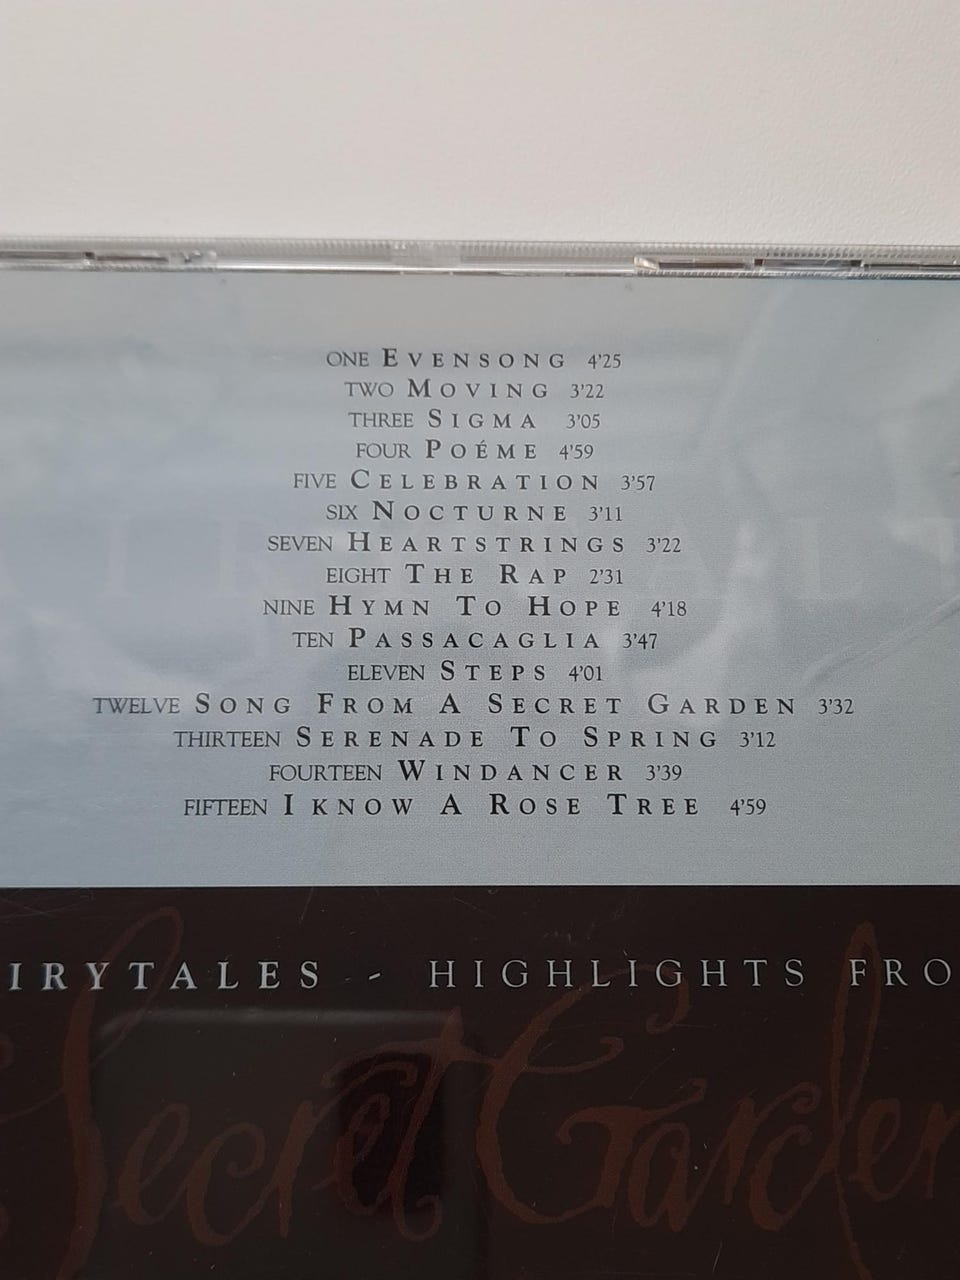 ONE EVENSONG 4'25
TWO MOVING 3'22
THREE SIGMA 3'05
FOUR POÉME 4'59
FIVE CELEBRATION 3'57
SIX NOCTURNE 3'11
SEVEN HEARTSTRINGS 3'22
EIGHT THE RAP 2'31
NINE HYMN TO HOPE 4'18
TEN PASSACAGLIA 3'47
ELEVEN STEPS 4'01
TWELVE SONG FROM A SECRET GARDEN 3'32
THIRTEEN SERENADE TO SPRING 3'12
FOURTEEN WINDANCER 3'39
FIFTEEN I KNOW A ROSE TREE 4'59
IRYTALES - HIGHLIGHTS FRO
Secret Garden